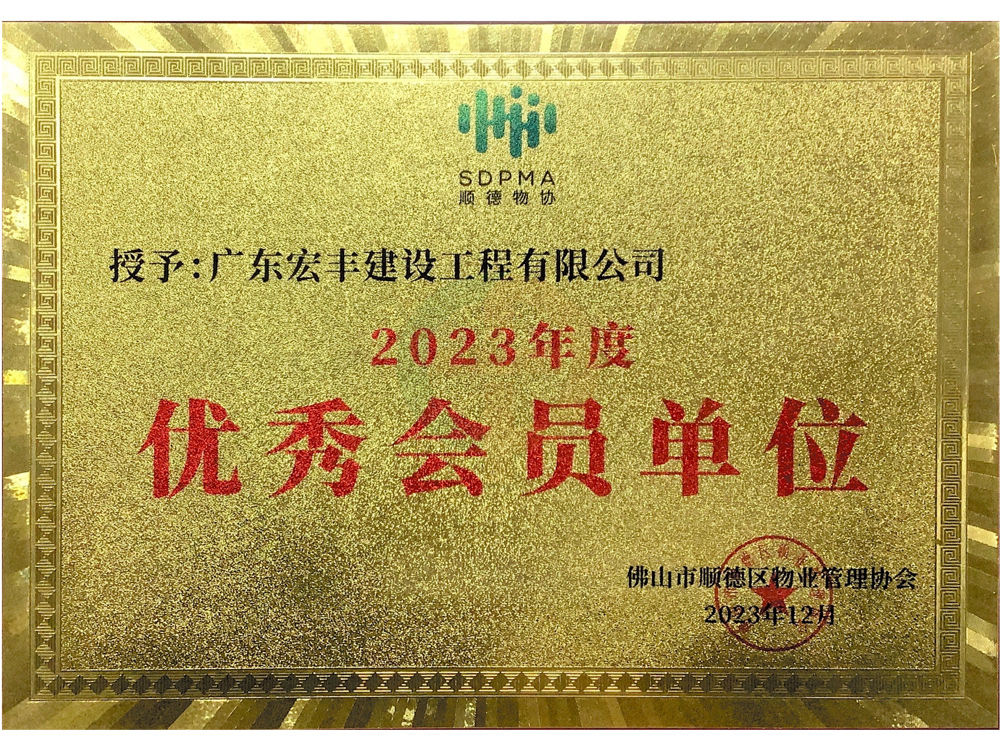 SDPMA
顺德物协
授予:广东宏丰建设工程有限公司
2023年度
优秀会员单位
佛山市顺德区物业管理协会
2023年12月